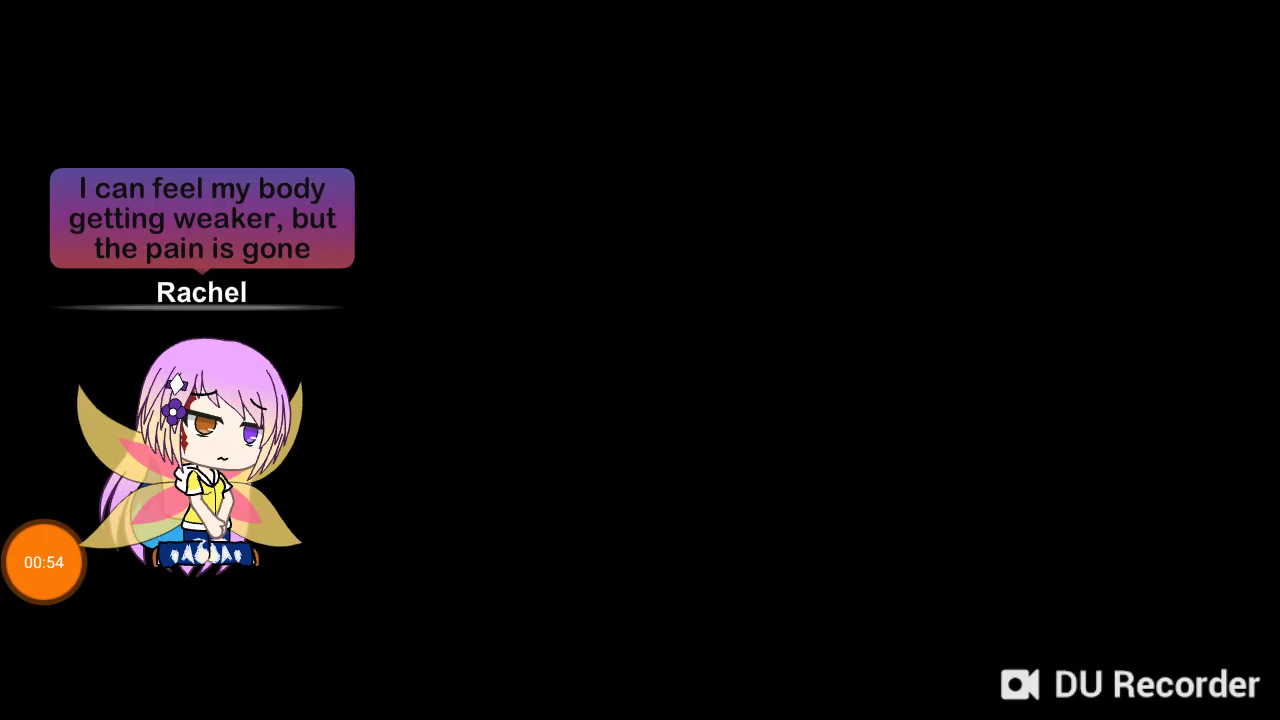 I can feel my body
getting weaker, but
the pain is gone
Rachel
00:54
DU Recorder